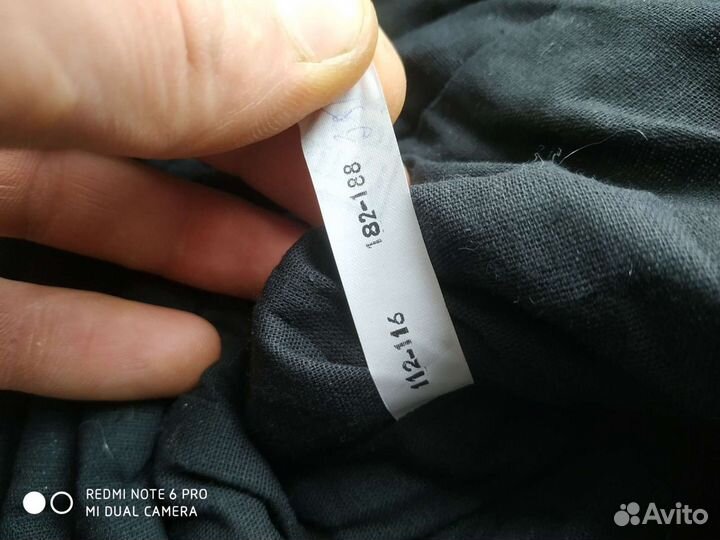 182-188
112-116
REDMI NOTE 6 PRO
MI DUAL CAMERA
Avito